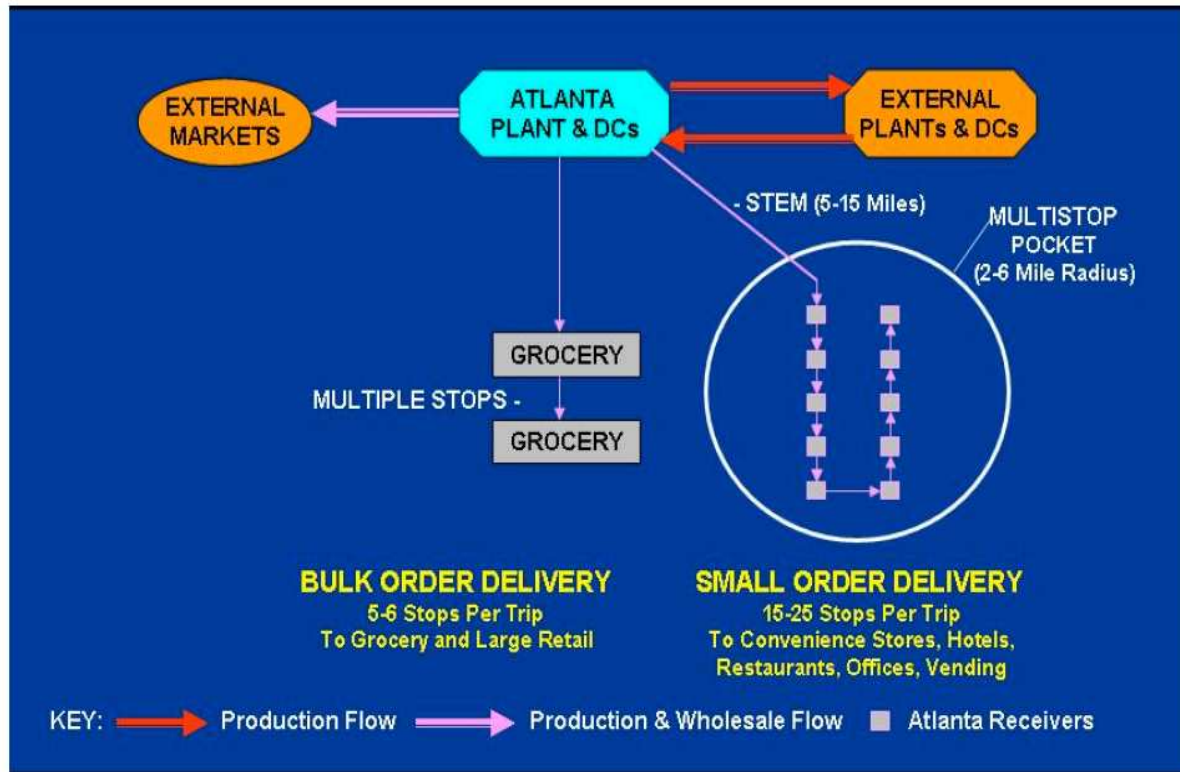 EXTERNAL
MARKETS
ATLANTA
PLANT & DCs
EXTERNAL
PLANTs & DCs
- STEM (5-15 Miles)
MULTISTOP
POCKET
(2-6 Mile Radius)
GROCERY
MULTIPLE STOPS -
GROCERY
BULK ORDER DELIVERY
5-6 Stops Per Trip
To Grocery and Large Retail
SMALL ORDER DELIVERY
15-25 Stops Per Trip
To Convenience Stores, Hotels,
Restaurants, Offices, Vending
KEY: Production Flow Production & Wholesale Flow Atlanta Receivers